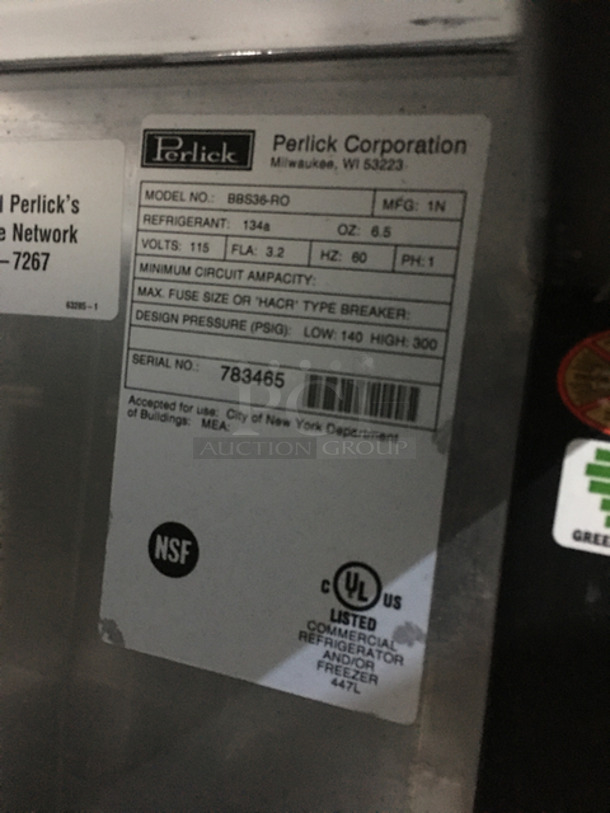 Perlick
Perlick Corporation
Milwaukee, WI 53223
MODEL NO.: BBS36-RO MFG: 1N
REFRIGERANT: 134a OZ: 6.5
VOLTS: 115 FLA: 3.2 HZ: 60 PH: 1
MINIMUM CIRCUIT AMPACITY:
MAX. FUSE SIZE OR "HACR" TYPE BREAKER:
DESIGN PRESSURE (PSIG): LOW: 140 HIGH: 300
SERIAL NO.: 783465
Accepted for use: City of New York Department
of Buildings: MEA:
AUCTION GROUP
NSF
C UL US
LISTED
COMMERCIAL
REFRIGERATOR
AND/OR
FREEZER
447L
Perlick's
Network
-7267
63285-1
GREE